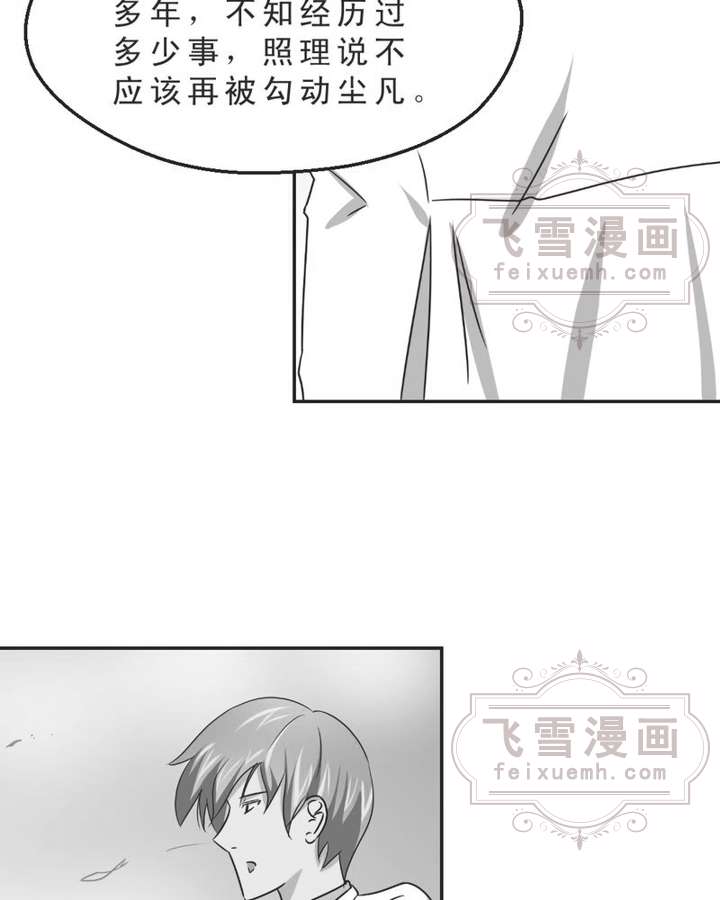 多年，不知经历过
多少事，照理说不
应该再被勾动尘凡。
飞雪漫画
feixuemh.com
飞雪漫画
feixuemh.com